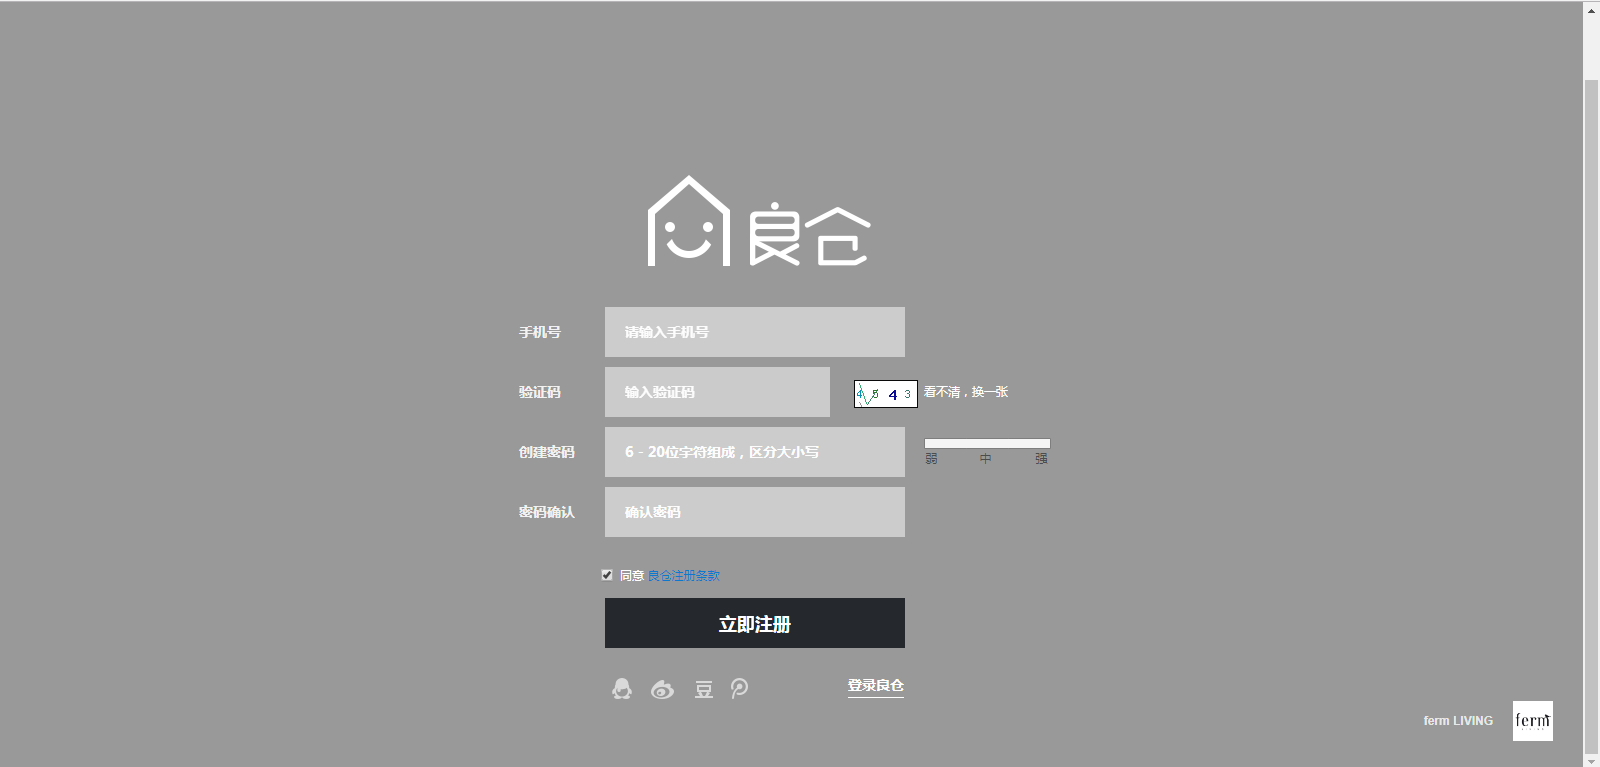 良仓
手机号 请输入手机号
验证码 输入验证码 4 5 4 3 看不清，换一张
创建密码 6 - 20位字符组成，区分大小写
弱 中 强
密码确认 确认密码
同意 良仓注册条款
立即注册
豆 登录良仓
ferm LIVING ferm